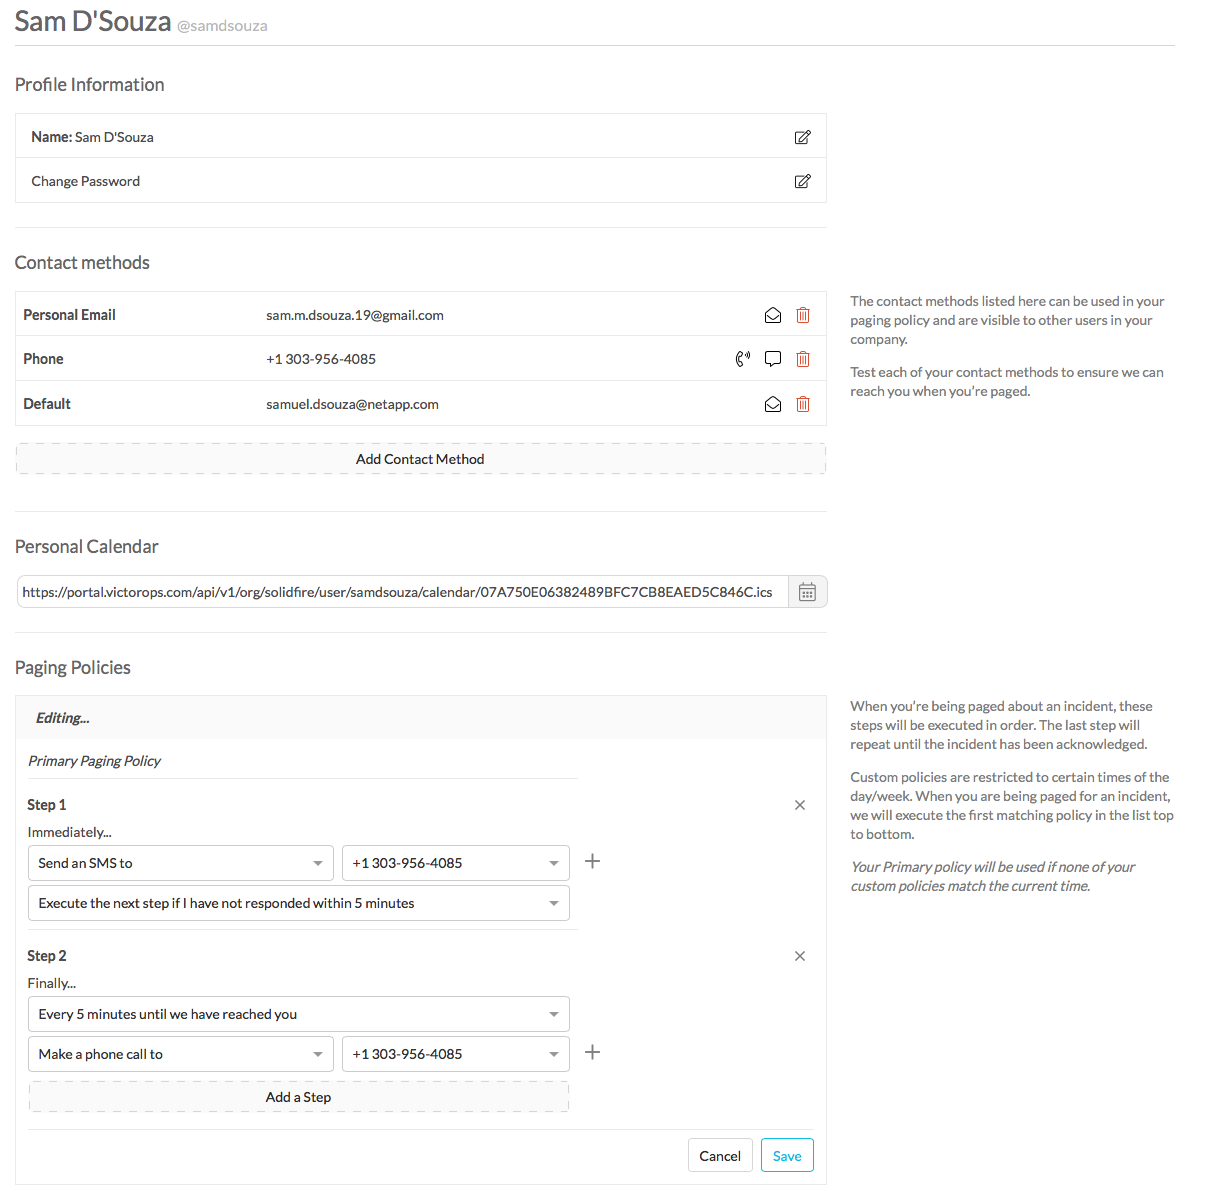 Sam D'Souza @samdsouza
Profile Information
Name: Sam D'Souza
Change Password
Contact methods
Personal Email sam.m.dsouza.19@gmail.com
Phone +1 303-956-4085
Default samuel.dsouza@netapp.com
Add Contact Method
The contact methods listed here can be used in your
paging policy and are visible to other users in your
company.
Test each of your contact methods to ensure we can
reach you when you're paged.
Personal Calendar
https://portal.victorops.com/api/v1/org/solidfire/user/samdsouza/calendar/07A750E06382489BFC7CB8EAED5C846C.ics
Paging Policies
Editing...
Primary Paging Policy
Step 1
Immediately...
Send an SMS to +1 303-956-4085
Execute the next step if I have not responded within 5 minutes
Step 2
Finally...
Every 5 minutes until we have reached you
Make a phone call to +1 303-956-4085
Add a Step
Cancel Save
When you're being paged about an incident, these
steps will be executed in order. The last step will
repeat until the incident has been acknowledged.
Custom policies are restricted to certain times of the
day/week. When you are being paged for an incident,
we will execute the first matching policy in the list top
to bottom.
Your Primary policy will be used if none of your
custom policies match the current time.